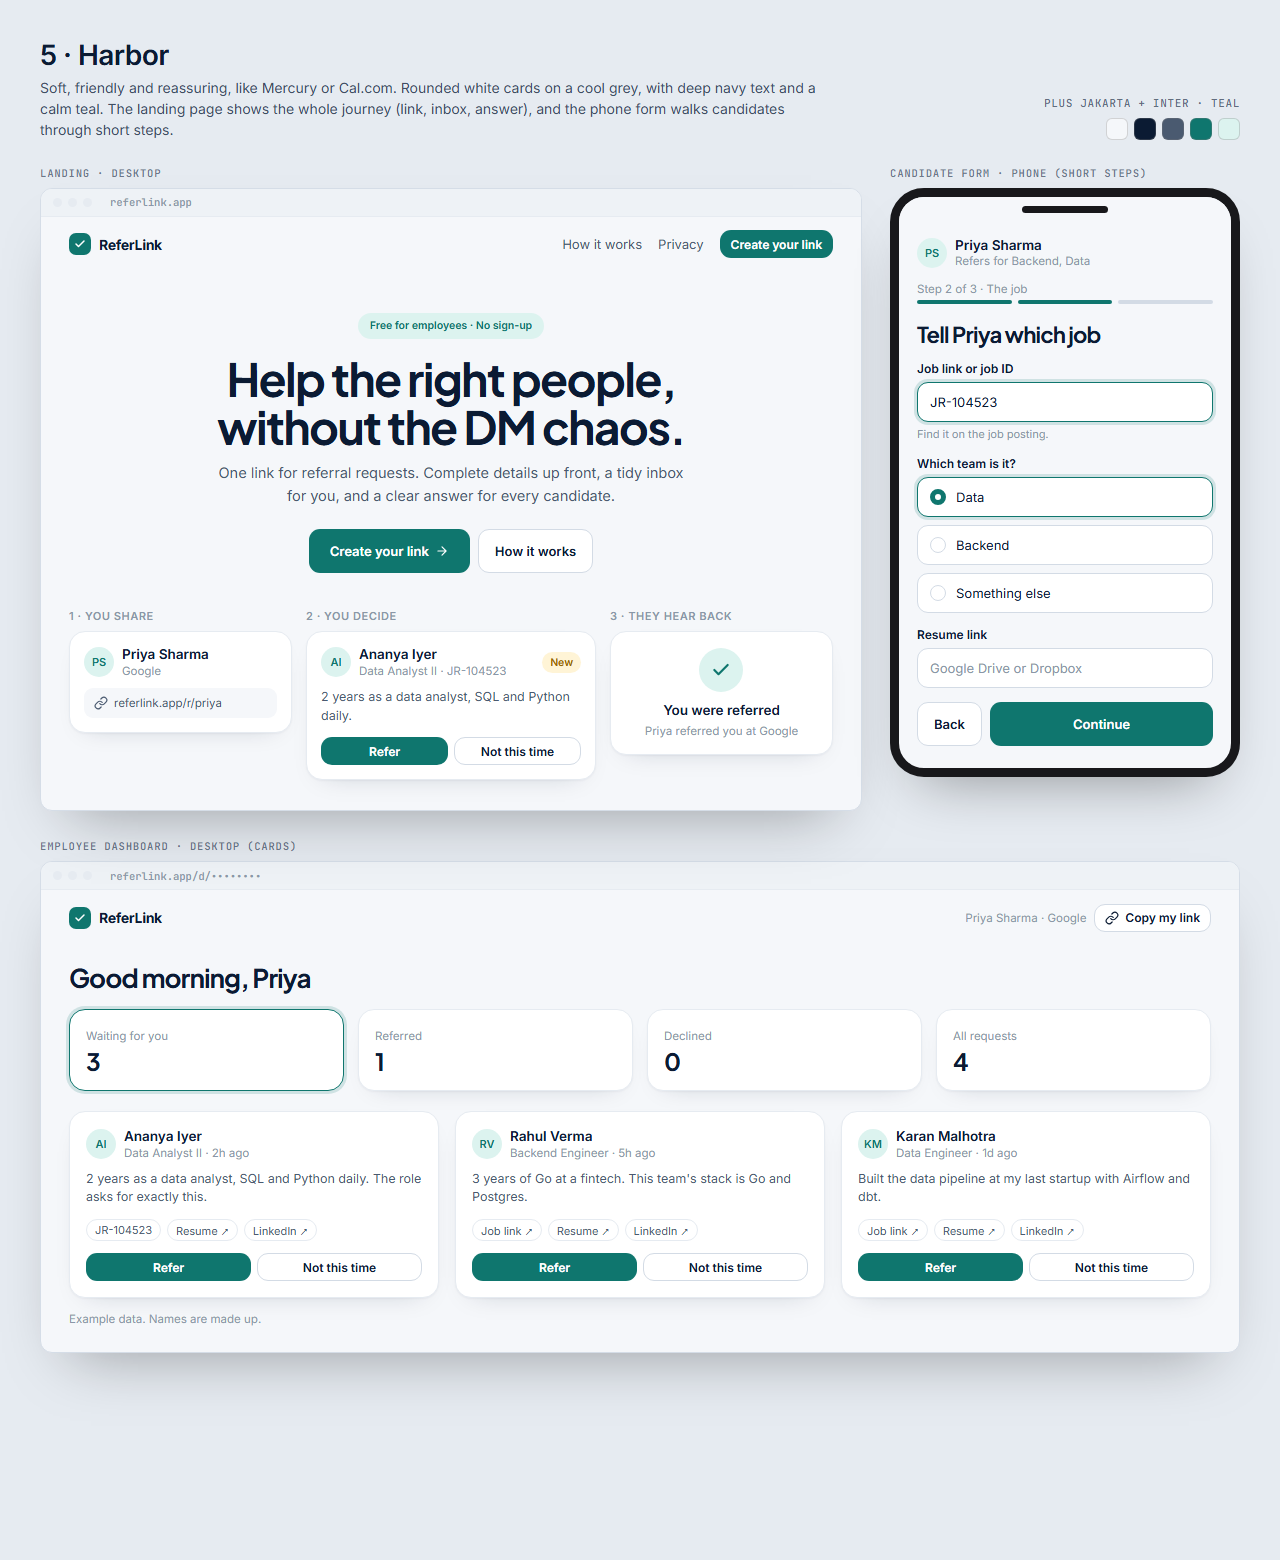 5 · Harbor
Soft, friendly and reassuring, like Mercury or Cal.com. Rounded white cards on a cool grey, with deep navy text and a
calm teal. The landing page shows the whole journey (link, inbox, answer), and the phone form walks candidates
through short steps.
PLUS JAKARTA + INTER · TEAL
LANDING · DESKTOP
referlink.app
ReferLink
How it works
Privacy
Create your link
Free for employees · No sign-up
Help the right people,
without the DM chaos.
One link for referral requests. Complete details up front, a tidy inbox
for you, and a clear answer for every candidate.
Create your link →
How it works
1 · YOU SHARE
PS
Priya Sharma
Google
referlink.app/r/priya
2 · YOU DECIDE
AI
Ananya Iyer
Data Analyst II · JR-104523
New
2 years as a data analyst, SQL and Python
daily.
Refer
Not this time
3 · THEY HEAR BACK
You were referred
Priya referred you at Google
CANDIDATE FORM · PHONE (SHORT STEPS)
PS
Priya Sharma
Refers for Backend, Data
Step 2 of 3 · The job
Tell Priya which job
Job link or job ID
JR-104523
Find it on the job posting.
Which team is it?
Data
Backend
Something else
Resume link
Google Drive or Dropbox
Back
Continue
EMPLOYEE DASHBOARD · DESKTOP (CARDS)
referlink.app/d/••••••••
ReferLink
Priya Sharma · Google
Copy my link
Good morning, Priya
Waiting for you
3
Referred
1
Declined
0
All requests
4
AI
Ananya Iyer
Data Analyst II · 2h ago
2 years as a data analyst, SQL and Python daily. The role
asks for exactly this.
JR-104523
Resume ↗
LinkedIn ↗
Refer
Not this time
RV
Rahul Verma
Backend Engineer · 5h ago
3 years of Go at a fintech. This team's stack is Go and
Postgres.
Job link ↗
Resume ↗
LinkedIn ↗
Refer
Not this time
KM
Karan Malhotra
Data Engineer · 1d ago
Built the data pipeline at my last startup with Airflow and
dbt.
Job link ↗
Resume ↗
LinkedIn ↗
Refer
Not this time
Example data. Names are made up.